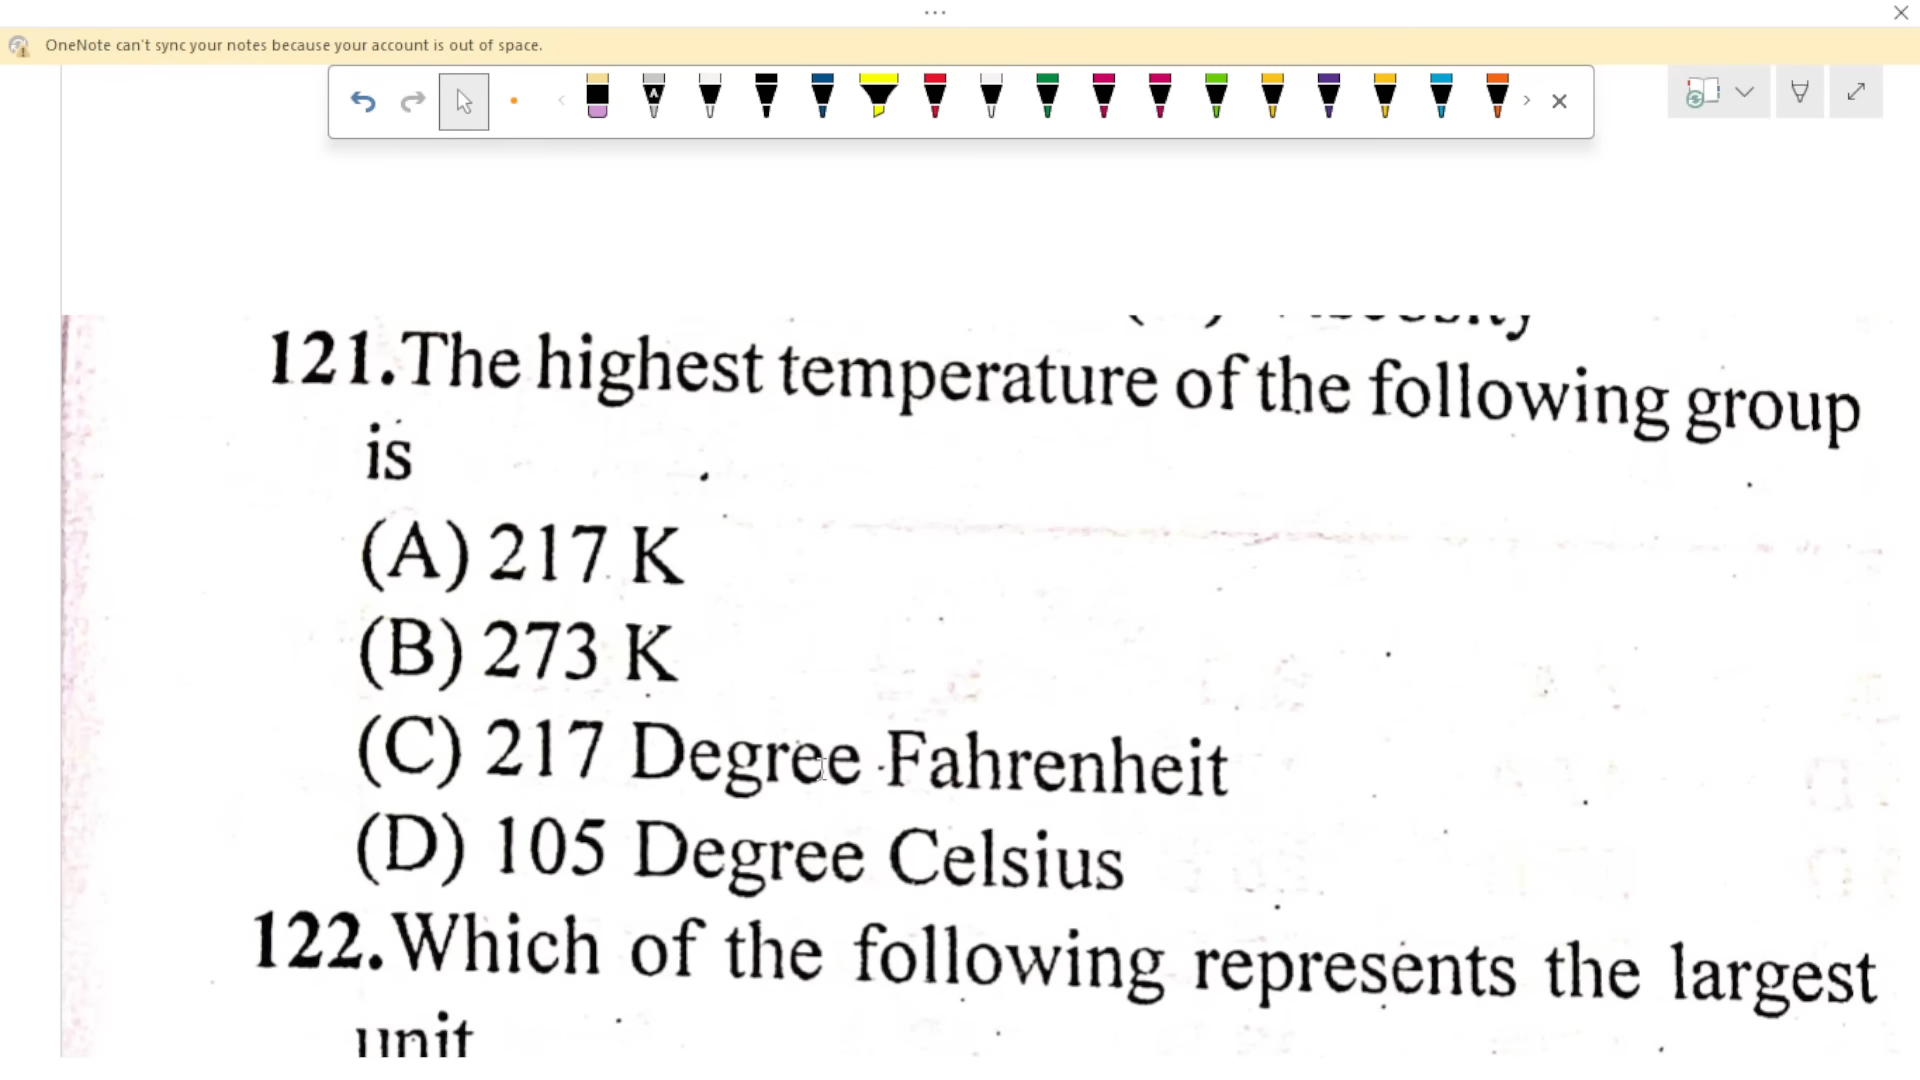 OneNote can't sync your notes because your account is out of space.
121.The highest temperature of the following group
is
(A) 217 K
(B) 273 K
(C) 217 Degree Fahrenheit
(D) 105 Degree Celsius
122.Which of the following represents the largest
unit